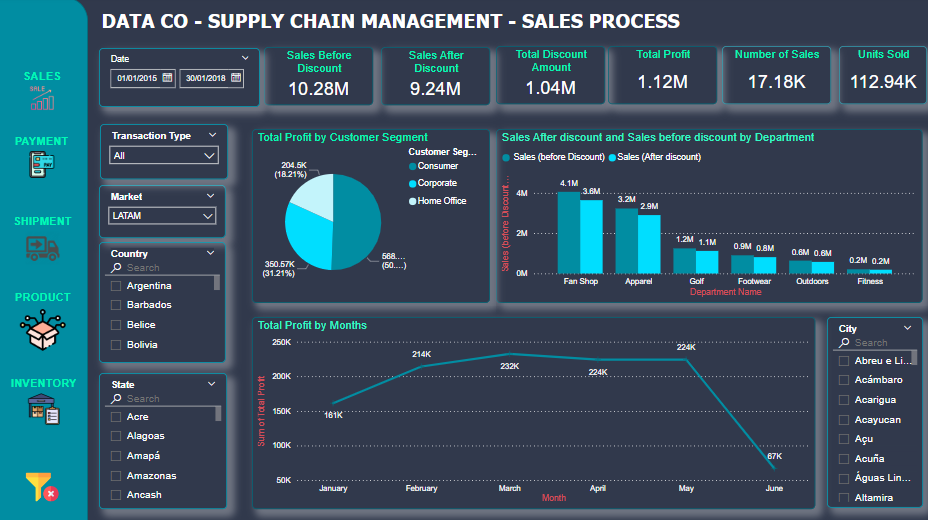 DATA CO - SUPPLY CHAIN MANAGEMENT - SALES PROCESS
SALES
SALE
PAYMENT
PAY
SHIPMENT
PRODUCT
INVENTORY
Date
01/01/2015
30/01/2018
Sales Before
Discount
10.28M
Sales After
Discount
9.24M
Total Discount
Amount
1.04M
Total Profit
1.12M
Number of Sales
17.18K
Units Sold
112.94K
Transaction Type
All
Market
LATAM
Country
Search
Argentina
Barbados
Belice
Bolivia
State
Search
Acre
Alagoas
Amapá
Amazonas
Ancash
Total Profit by Customer Segment
Customer Seg...
Consumer
Corporate
Home Office
204.5K
(18.21%)
350.57K
(31.21%)
568....
(50....)
Sales After discount and Sales before discount by Department
Sales (before Discount)
Sales (After discount)
Sales (before Discount...
4M
2M
0M
4.1M
3.6M
3.2M
2.9M
1.2M
1.1M
0.9M
0.8M
0.6M
0.6M
0.2M
0.2M
Fan Shop
Apparel
Golf
Footwear
Outdoors
Fitness
Department Name
Total Profit by Months
Sum of Total Profit
250K
200K
150K
100K
50K
161K
214K
232K
224K
224K
67K
January
February
March
April
May
June
Month
City
Search
Abreu e Li...
Acámbaro
Acarigua
Acayucan
Açu
Acuña
Águas Lin...
Altamira